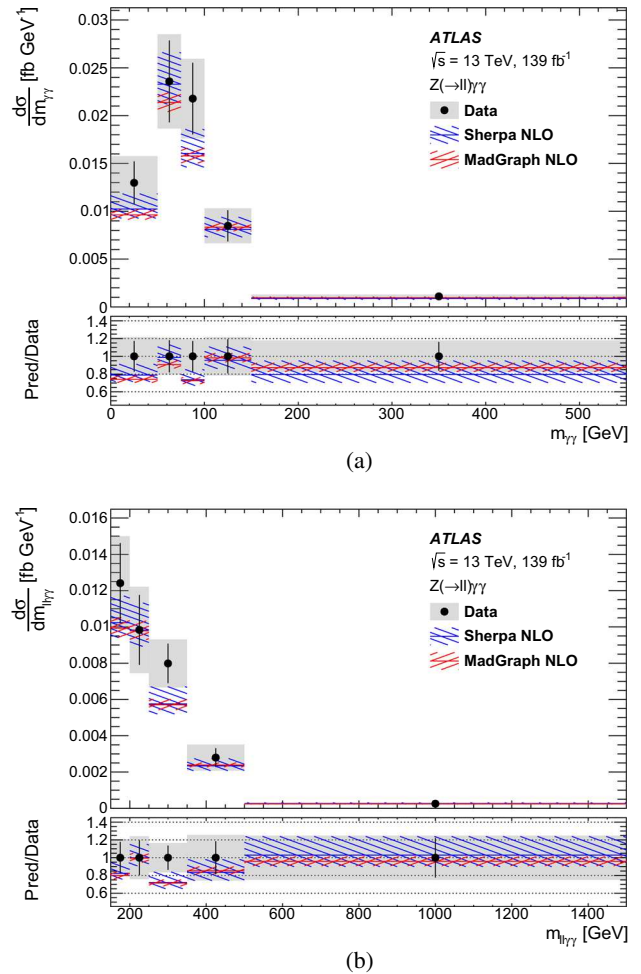 dσ
dmγγ [fb GeV⁻¹]
0.03
0.025
0.02
0.015
0.01
0.005
0
ATLAS
√s = 13 TeV, 139 fb⁻¹
Z(→ll)γγ
Data
Sherpa NLO
MadGraph NLO
Pred/Data
1.4
1.2
1
0.8
0.6
0 100 200 300 400 500
mγγ [GeV]
(a)
dσ
dmllγγ [fb GeV⁻¹]
0.016
0.014
0.012
0.01
0.008
0.006
0.004
0.002
0
ATLAS
√s = 13 TeV, 139 fb⁻¹
Z(→ll)γγ
Data
Sherpa NLO
MadGraph NLO
Pred/Data
1.4
1.2
1
0.8
0.6
200 400 600 800 1000 1200 1400
mllγγ [GeV]
(b)